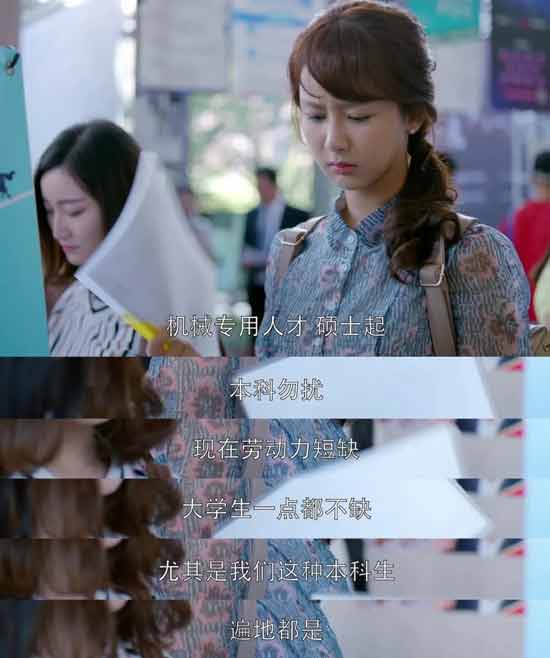 机械专用人才 硕士起
本科勿扰
现在劳动力短缺
大学生一点都不缺
尤其是我们这种本科生
遍地都是